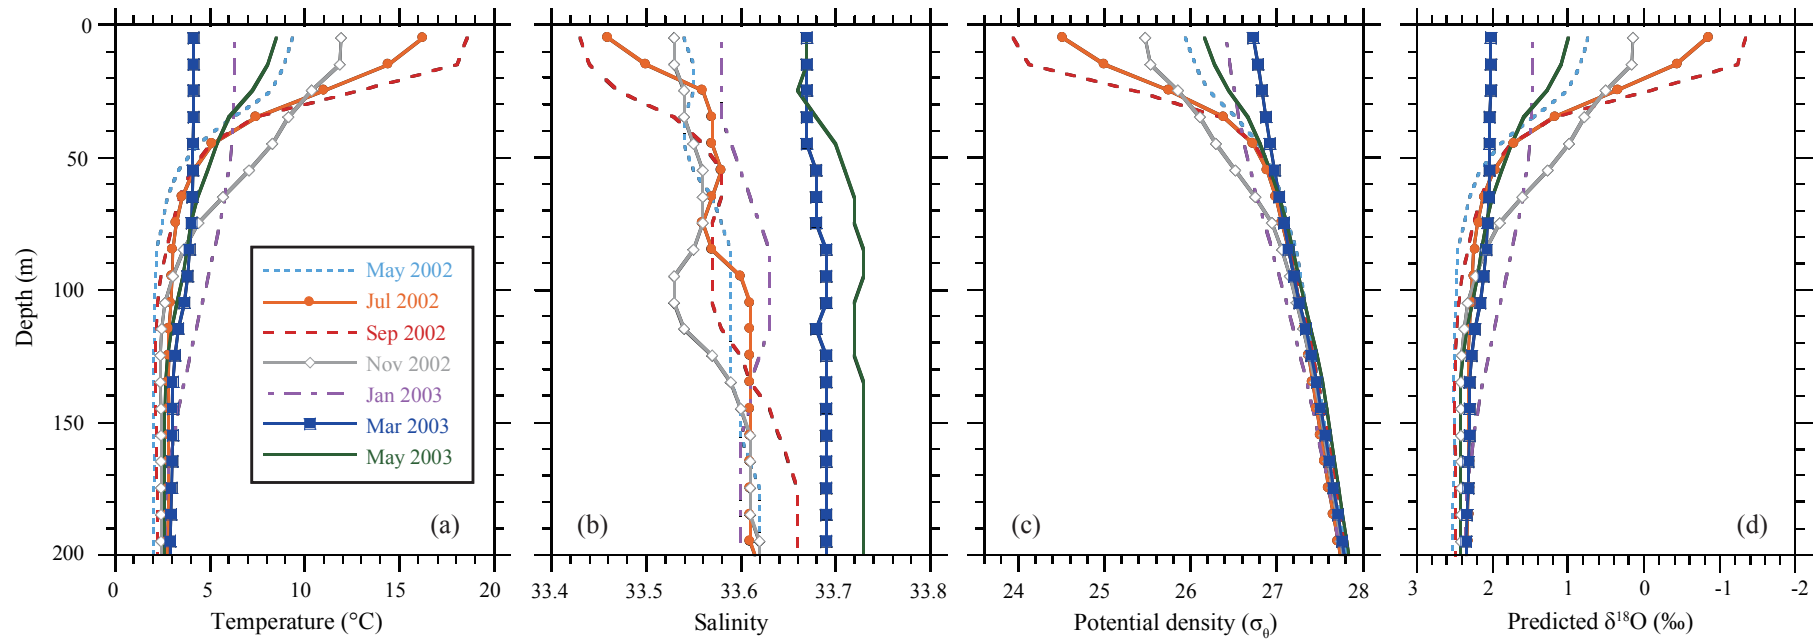 0
50
100
150
200
Depth (m)
May 2002
Jul 2002
Sep 2002
Nov 2002
Jan 2003
Mar 2003
May 2003
(a)
(b)
(c)
(d)
0 5 10 15 20
33.4 33.5 33.6 33.7 33.8
24 25 26 27 28
3 2 1 0 -1 -2
Temperature (°C)
Salinity
Potential density (σθ)
Predicted δ¹⁸O (‰)